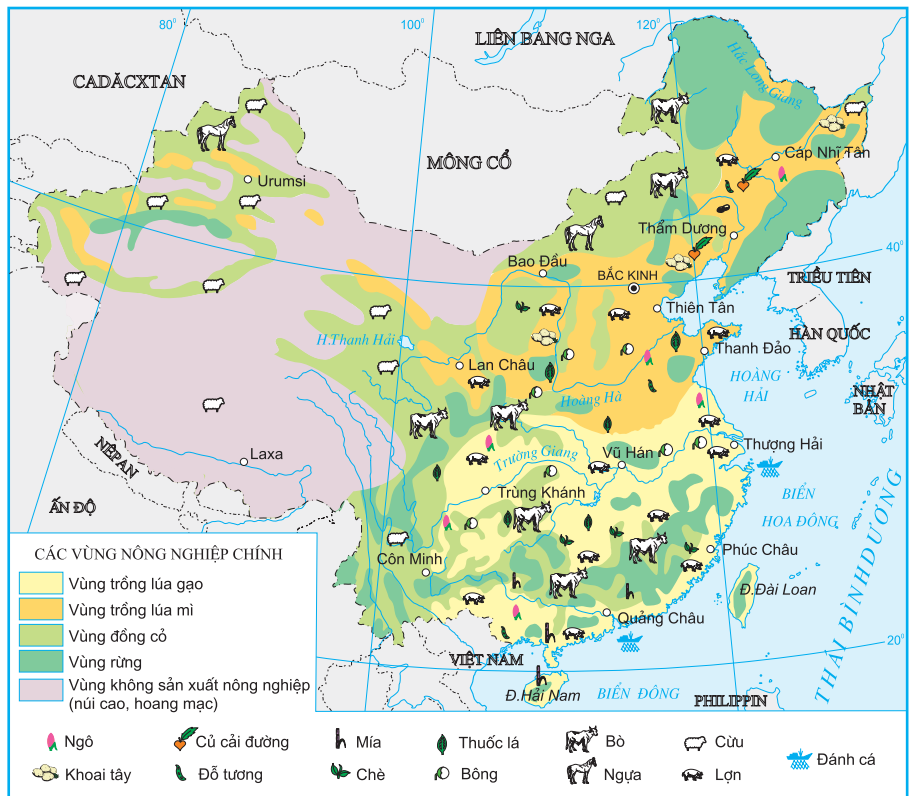 80°
100°
120°
LIÊN BANG NGA
CADĂCXTAN
Hắc Long Giang
MÔNG CỔ
Cáp Nhĩ Tân
Urumsi
Thẩm Dương
40°
Bao Đầu
BẮC KINH
TRIỀU TIÊN
Thiên Tân
H.Thanh Hải
HÀN QUỐC
Thanh Đảo
Lan Châu
HOÀNG
HẢI
NHẬT
BẢN
Hoàng Hà
NÊPAN
Laxa
Trường Giang
Vũ Hán
Thượng Hải
Trùng Khánh
BIỂN
HOA ĐÔNG
ẤN ĐỘ
Côn Minh
Phúc Châu
Đ.Đài Loan
THÁI BÌNH DƯƠNG
Quảng Châu
20°
VIỆT NAM
Đ.Hải Nam
BIỂN ĐÔNG
PHILIPPIN
CÁC VÙNG NÔNG NGHIỆP CHÍNH
Vùng trồng lúa gạo
Vùng trồng lúa mì
Vùng đồng cỏ
Vùng rừng
Vùng không sản xuất nông nghiệp
(núi cao, hoang mạc)
Ngô
Củ cải đường
Mía
Thuốc lá
Bò
Cừu
Đánh cá
Khoai tây
Đỗ tương
Chè
Bông
Ngựa
Lợn